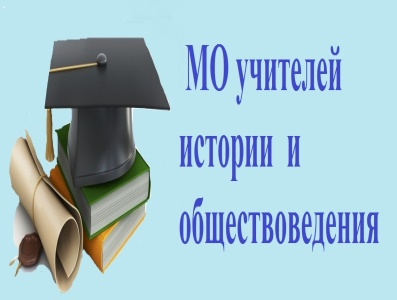 МО учителей
истории и
обществоведения